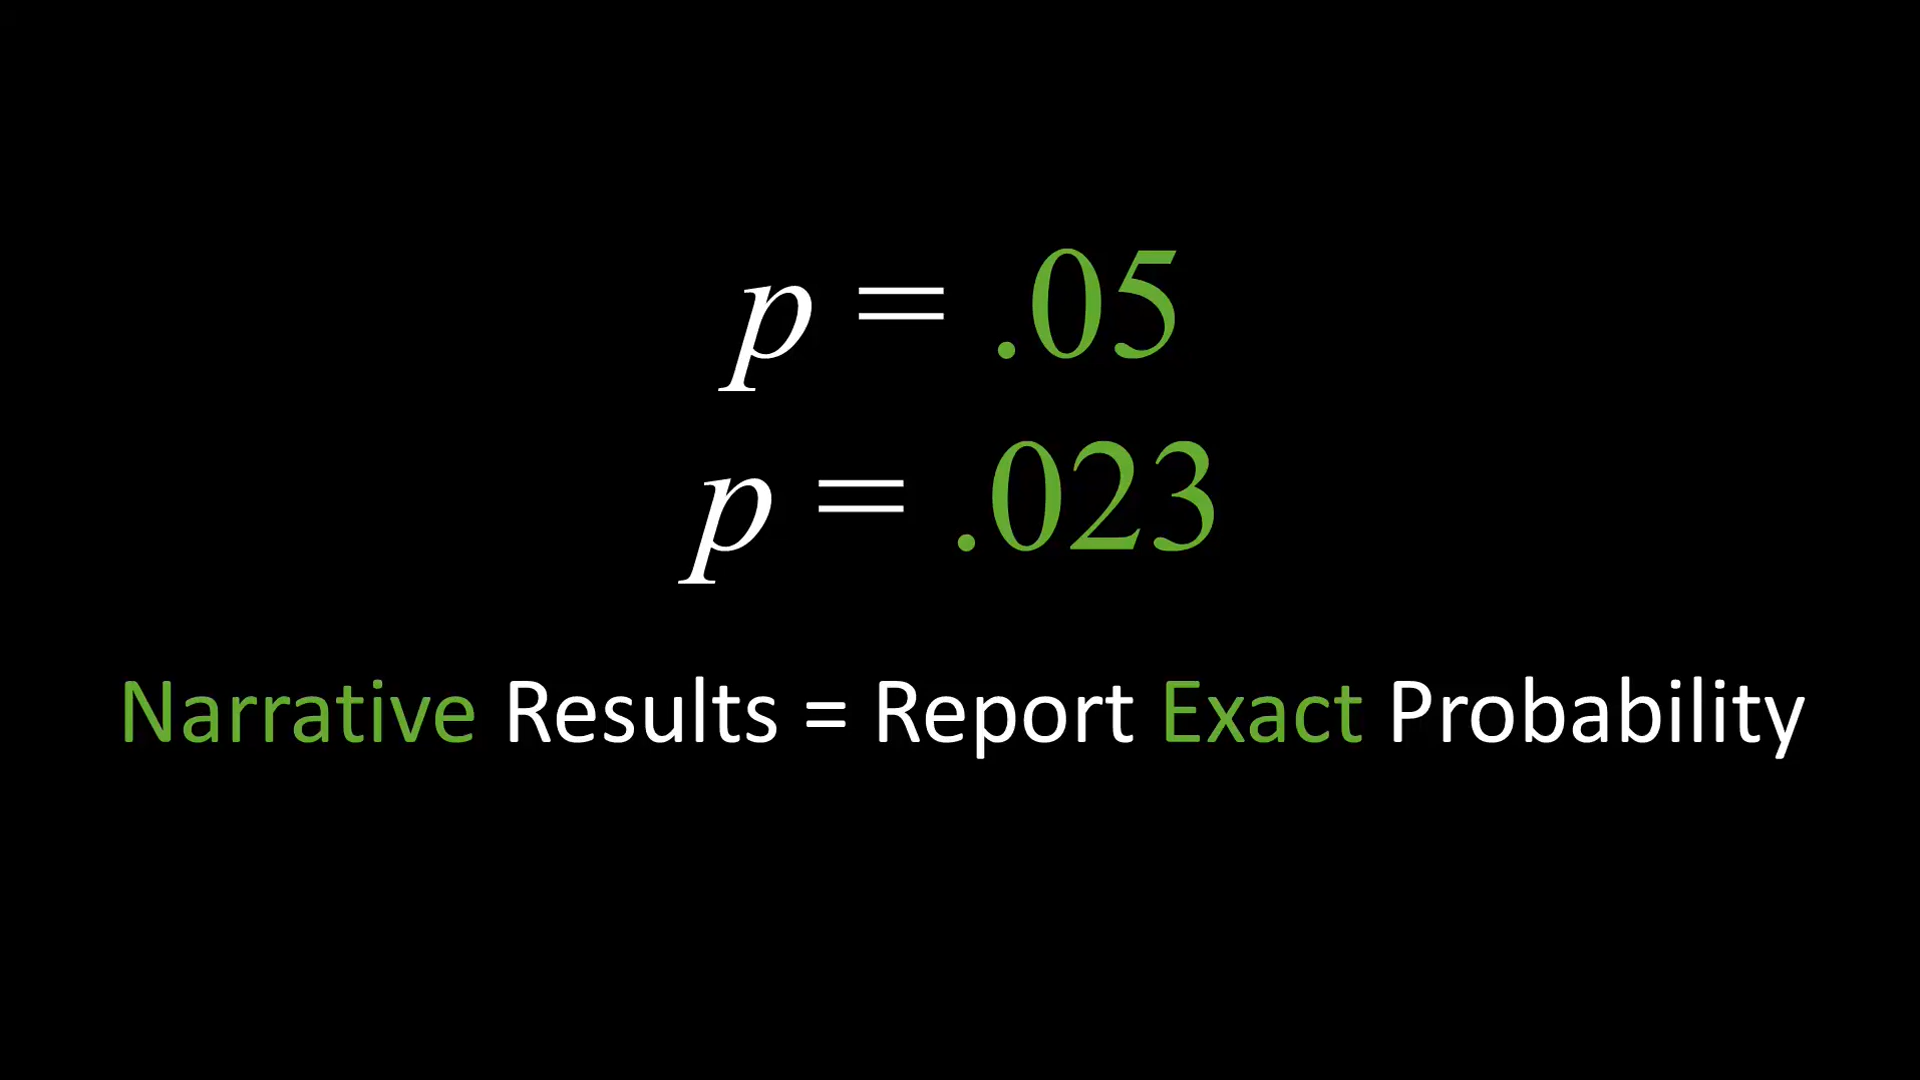 p = .05
p = .023
Narrative Results = Report Exact Probability